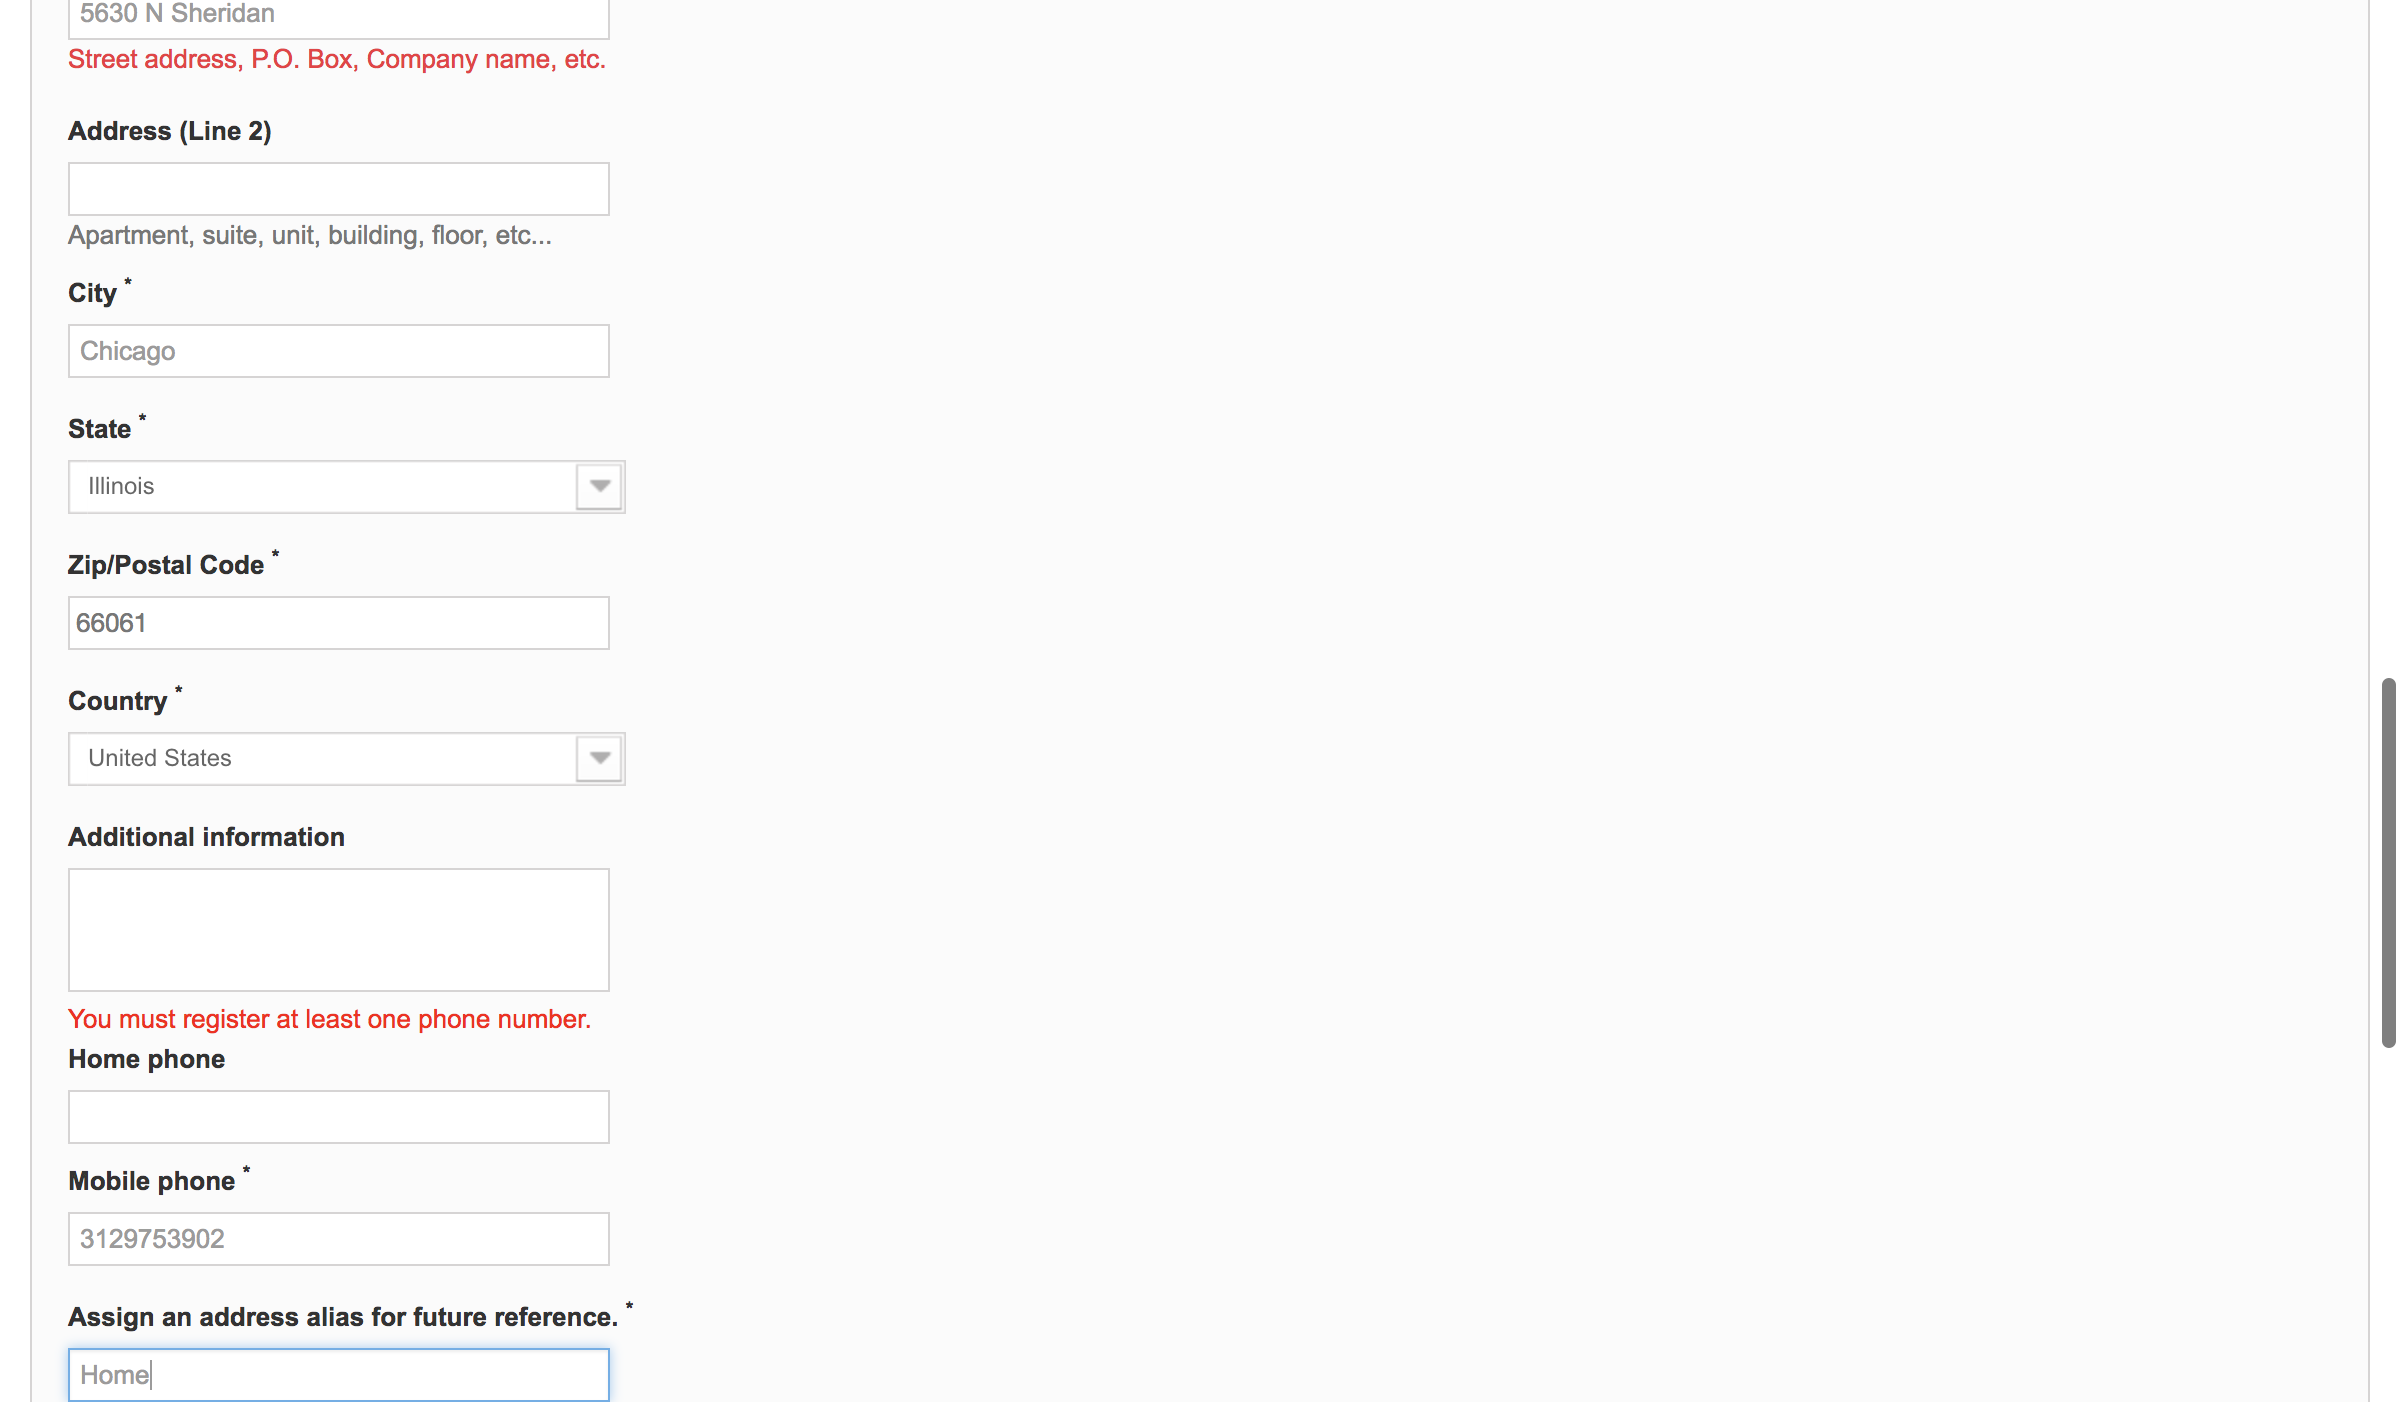 5630 N Sheridan
Street address, P.O. Box, Company name, etc.
Address (Line 2)
Apartment, suite, unit, building, floor, etc...
City *
Chicago
State *
Illinois
Zip/Postal Code *
66061
Country *
United States
Additional information
You must register at least one phone number.
Home phone
Mobile phone *
3129753902
Assign an address alias for future reference. *
Home